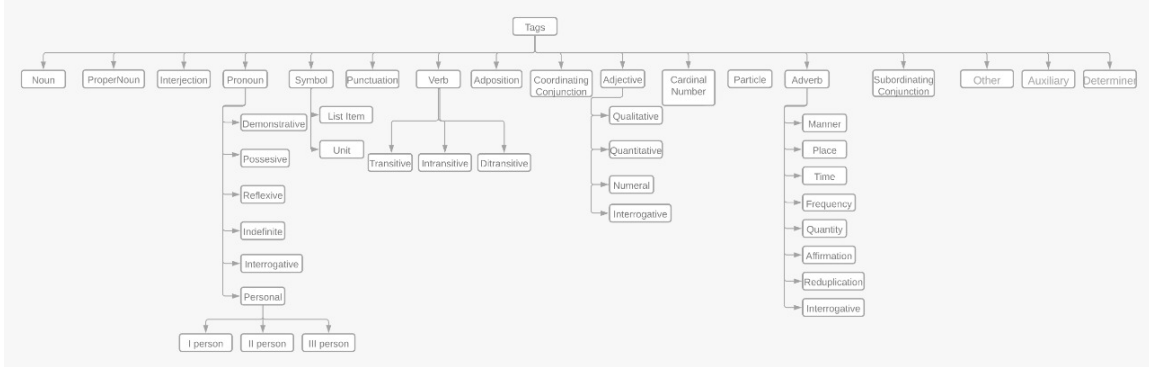 Tags
Noun
ProperNoun
Interjection
Pronoun
Symbol
Punctuation
Verb
Adposition
Coordinating
Conjunction
Adjective
Cardinal
Number
Particle
Adverb
Subordinating
Conjunction
Other
Auxiliary
Determiner
Demonstrative
Possesive
Reflexive
Indefinite
Interrogative
Personal
I person
II person
III person
List Item
Unit
Transitive
Intransitive
Ditransitive
Qualitative
Quantitative
Numeral
Interrogative
Manner
Place
Time
Frequency
Quantity
Affirmation
Reduplication
Interrogative